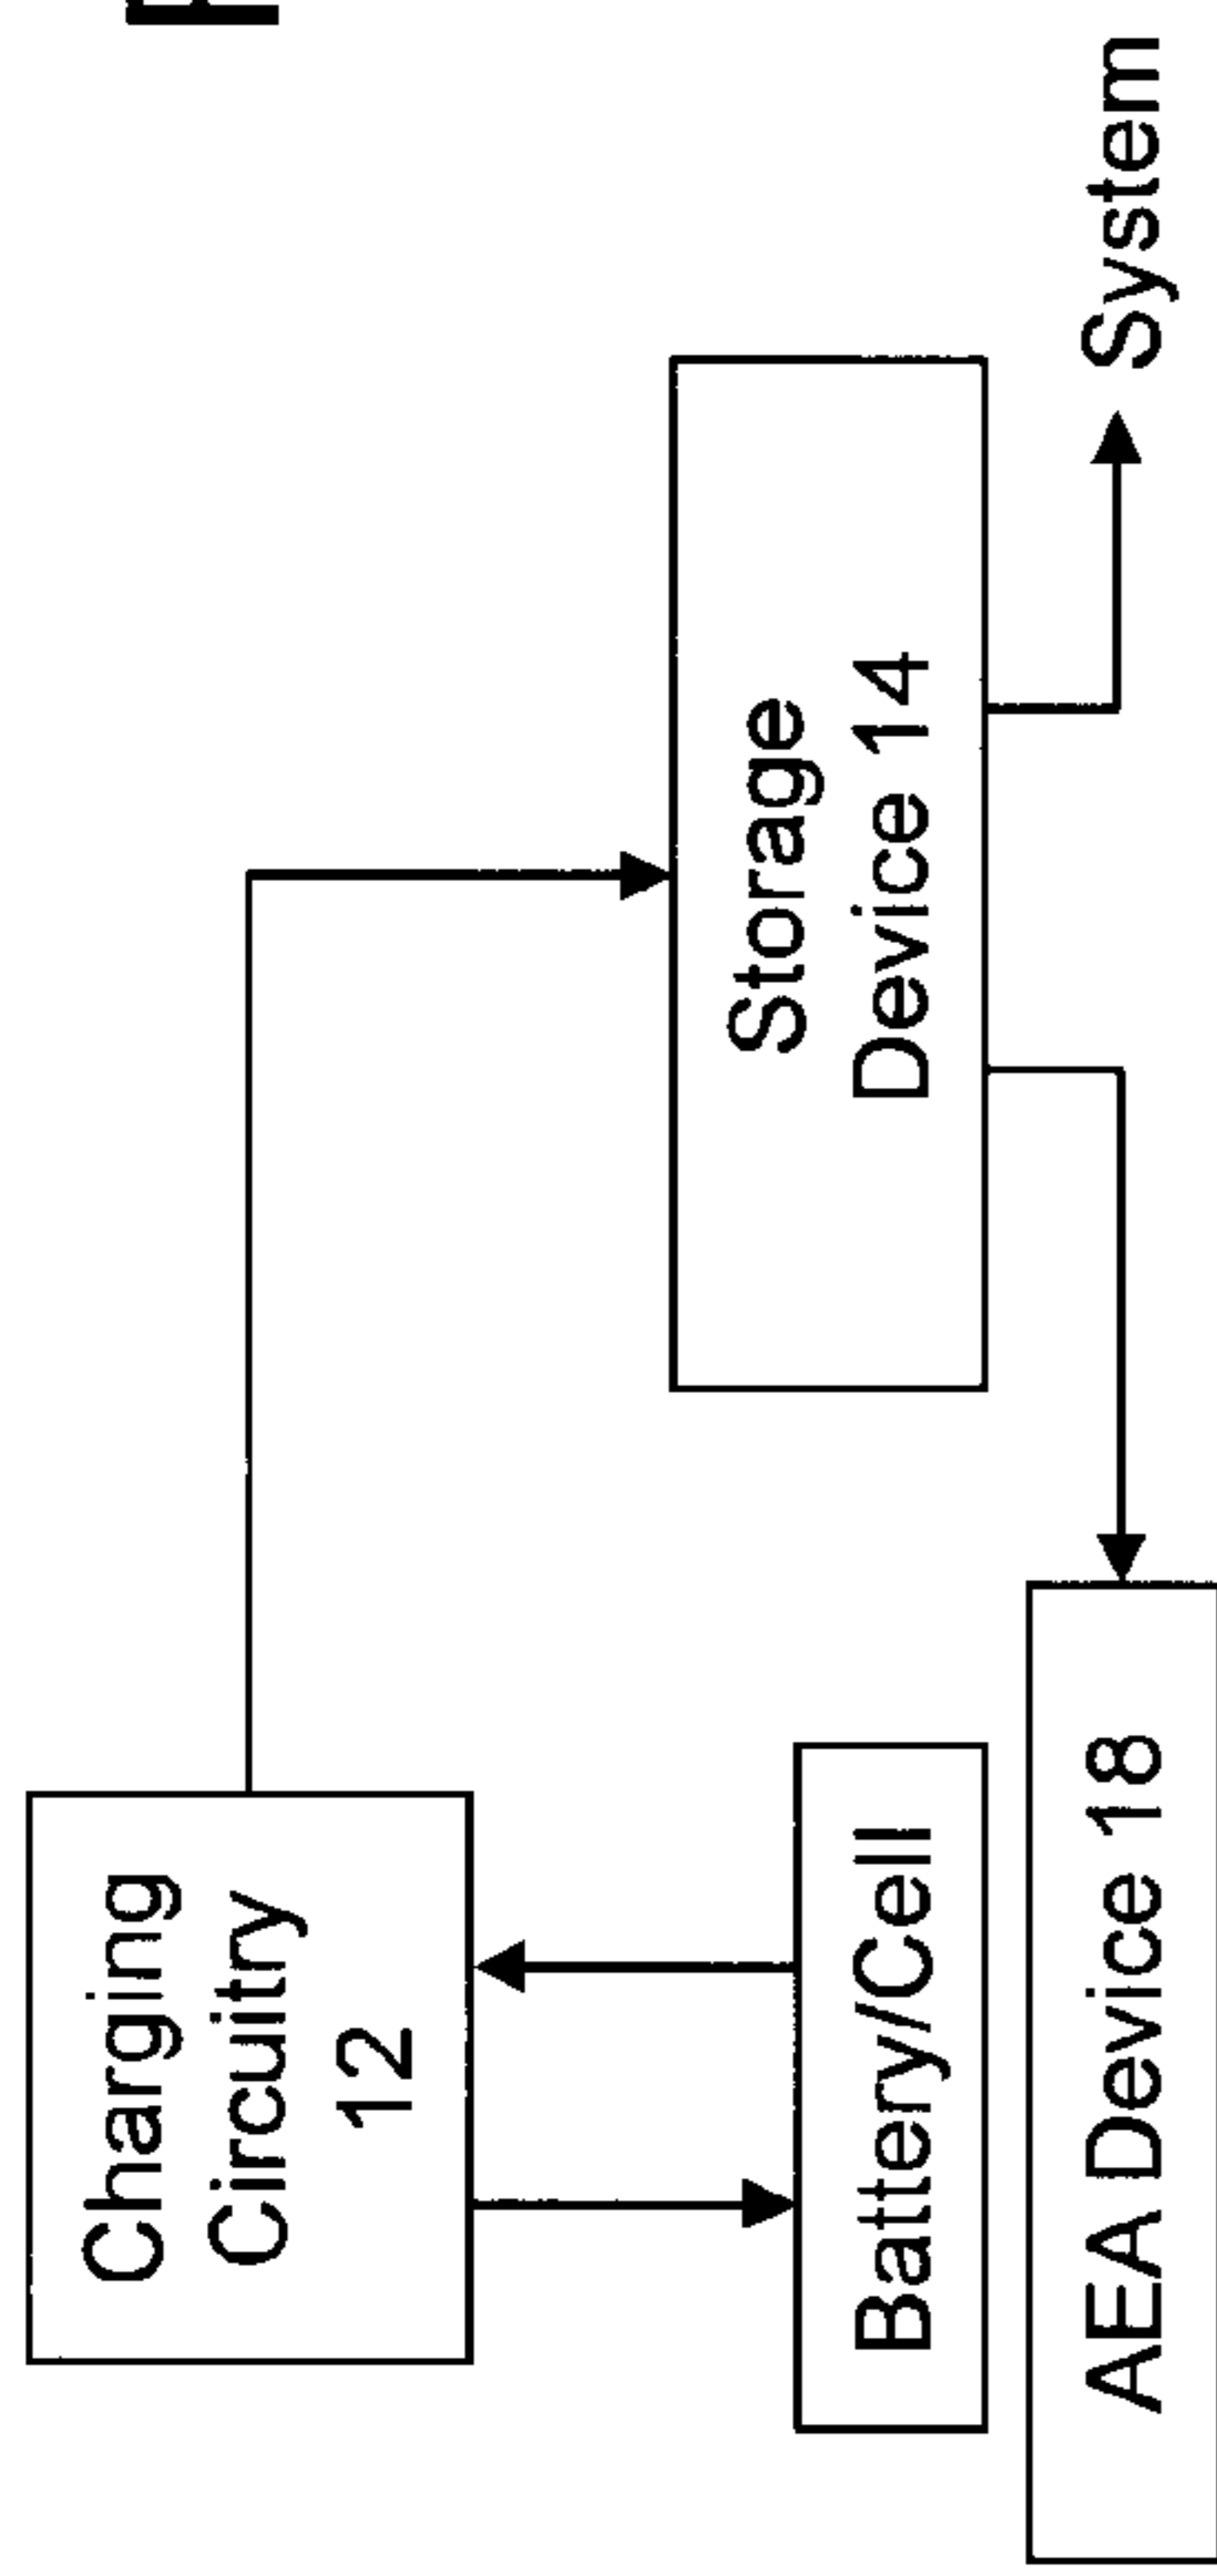 Charging
Circuitry
12
Storage
Device 14
Battery/Cell
AEA Device 18
System